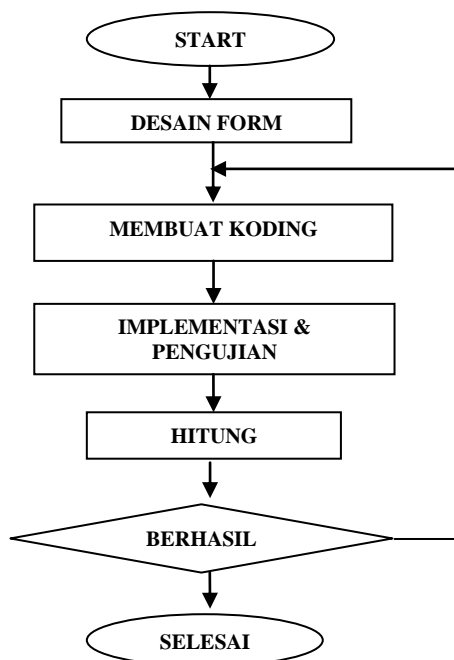 START
DESAIN FORM
MEMBUAT KODING
IMPLEMENTASI &
PENGUJIAN
HITUNG
BERHASIL
SELESAI